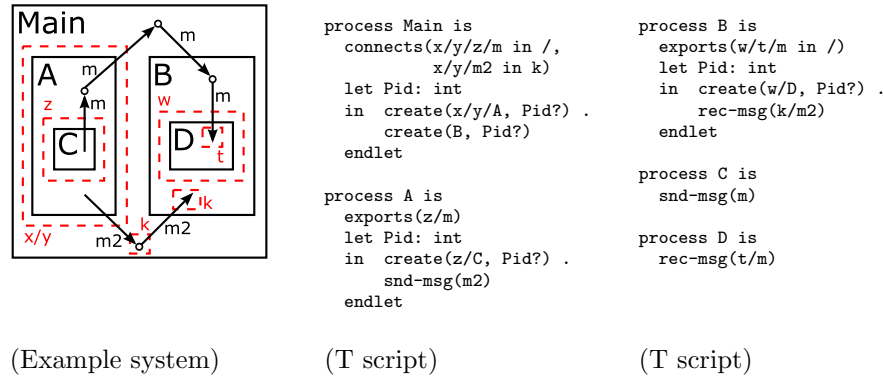 Main
m
A
B
m
m
m
z
w
C
D
t
k
k
m2
m2
x/y
(Example system)
process Main is
  connects(x/y/z/m in /,
           x/y/m2 in k)
  let Pid: int
  in  create(x/y/A, Pid?) .
      create(B, Pid?)
  endlet
process A is
  exports(z/m)
  let Pid: int
  in  create(z/C, Pid?) .
      snd-msg(m2)
  endlet
(T script)
process B is
  exports(w/t/m in /)
  let Pid: int
  in  create(w/D, Pid?) .
      rec-msg(k/m2)
  endlet
process C is
  snd-msg(m)
process D is
  rec-msg(t/m)
(T script)